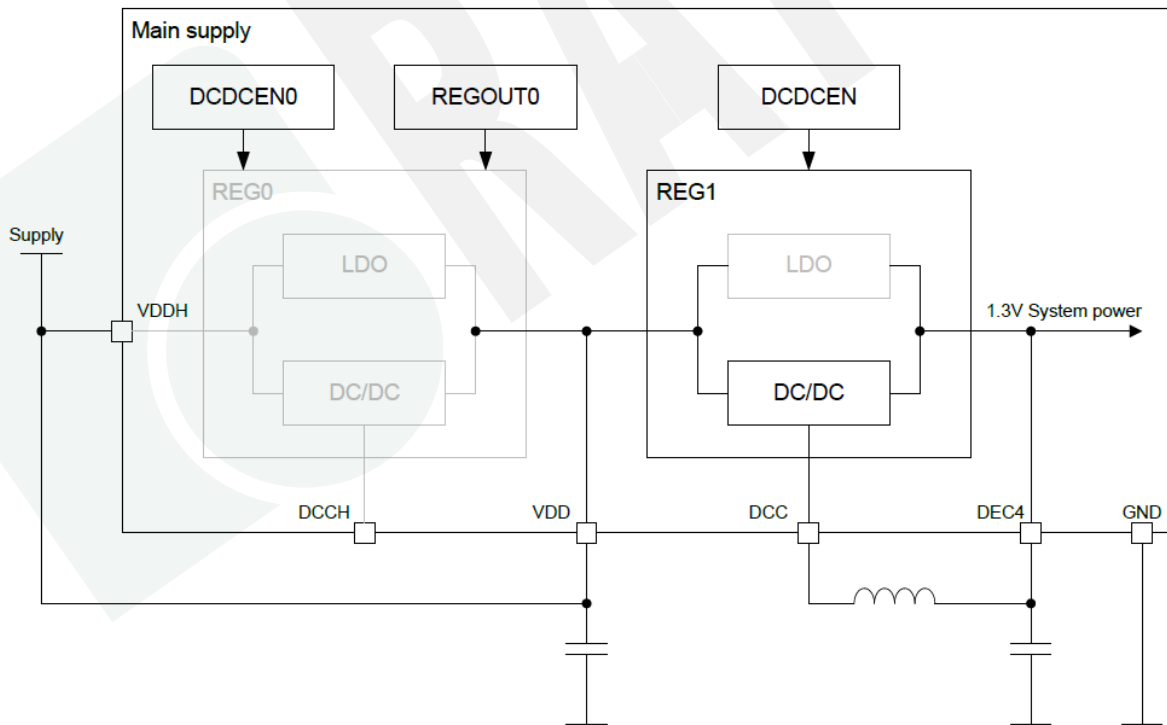 Main supply
DCDCEN0
REGOUT0
DCDCEN
REG0
REG1
Supply
LDO
LDO
VDDH
1.3V System power
DC/DC
DC/DC
DCCH
VDD
DCC
DEC4
GND